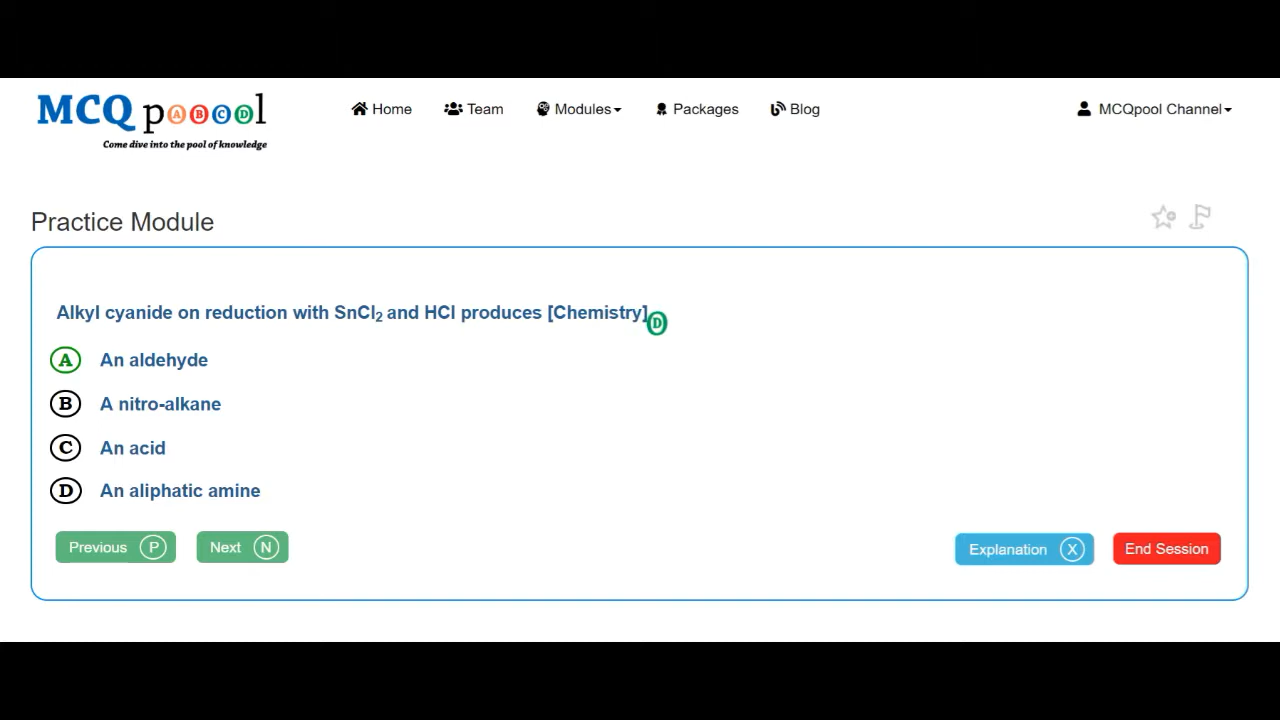 MCQ pABCDl
Come dive into the pool of knowledge
Home Team Modules Packages Blog MCQpool Channel
Practice Module
Alkyl cyanide on reduction with SnCl₂ and HCl produces [Chemistry] D
A An aldehyde
B A nitro-alkane
C An acid
D An aliphatic amine
Previous P Next N Explanation X End Session